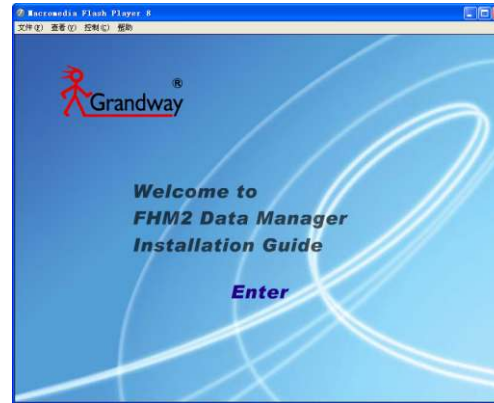 Macromedia Flash Player 8
文件(F) 查看(V) 控制(C) 帮助
Grandway®
Welcome to
FHM2 Data Manager
Installation Guide
Enter